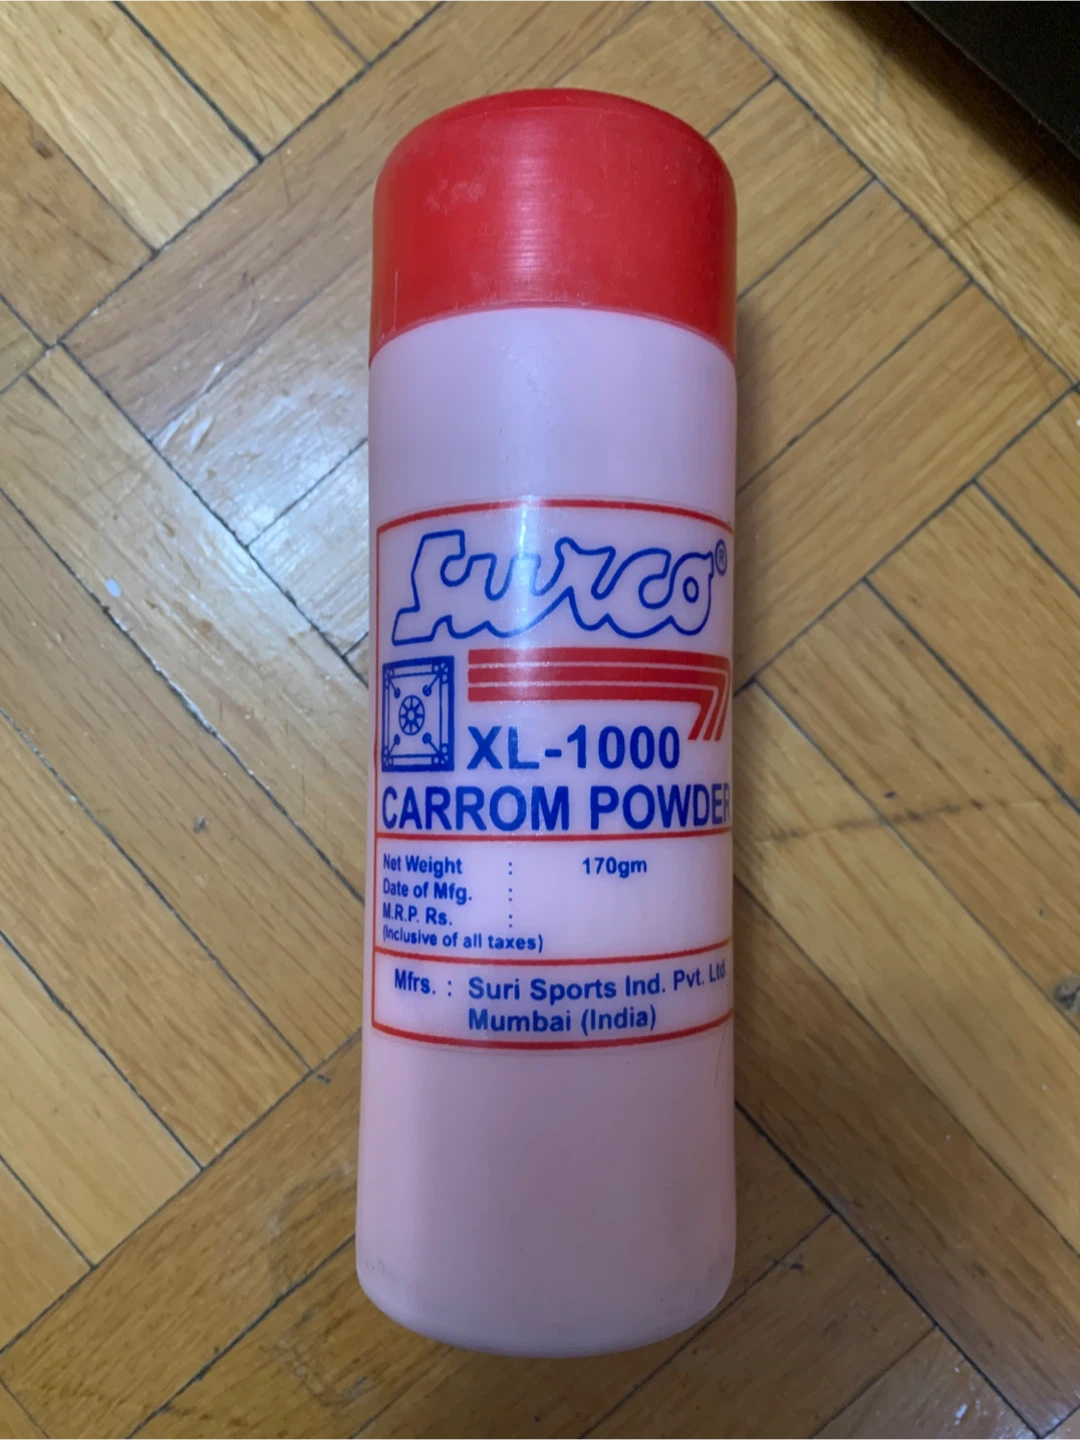 Surco®
XL-1000
CARROM POWDER
Net Weight : 170gm
Date of Mfg. :
M.R.P. Rs. :
(Inclusive of all taxes)
Mfrs. : Suri Sports Ind. Pvt. Ltd.
Mumbai (India)